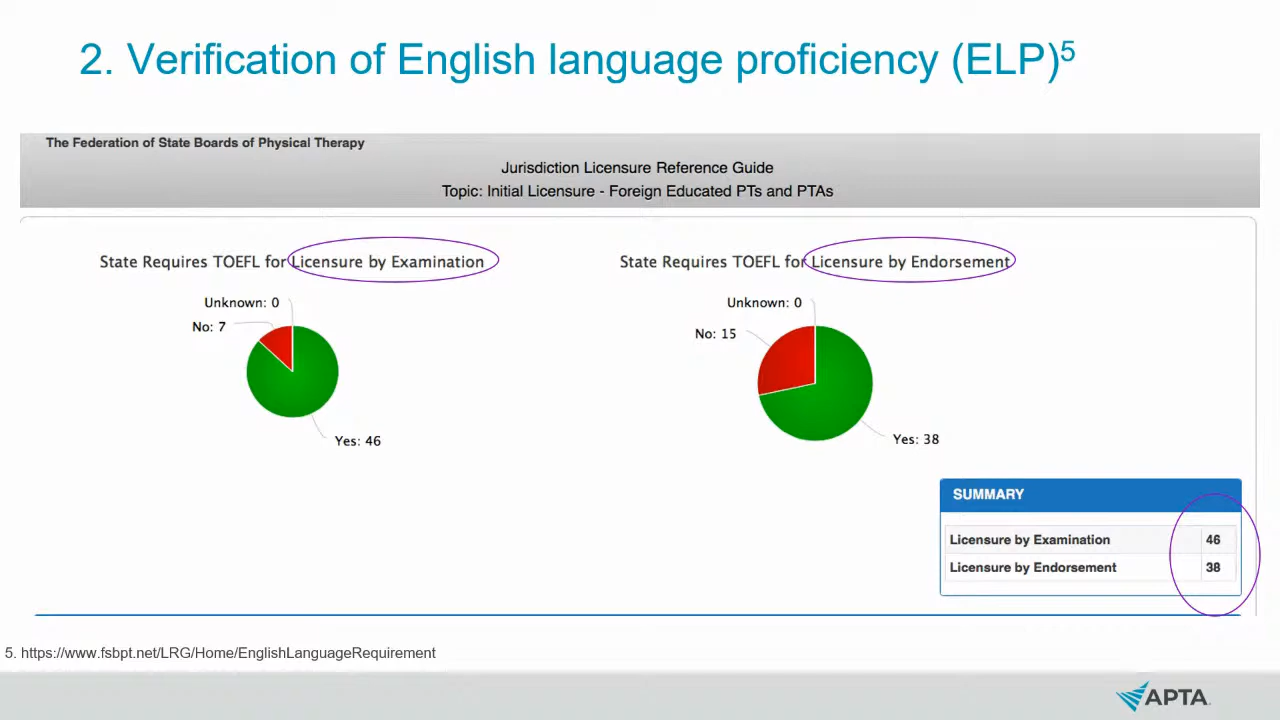 2. Verification of English language proficiency (ELP)5
The Federation of State Boards of Physical Therapy
Jurisdiction Licensure Reference Guide
Topic: Initial Licensure - Foreign Educated PTs and PTAs
State Requires TOEFL for Licensure by Examination
Unknown: 0
No: 7
Yes: 46
State Requires TOEFL for Licensure by Endorsement
Unknown: 0
No: 15
Yes: 38
SUMMARY
Licensure by Examination 46
Licensure by Endorsement 38
5. https://www.fsbpt.net/LRG/Home/EnglishLanguageRequirement
APTA